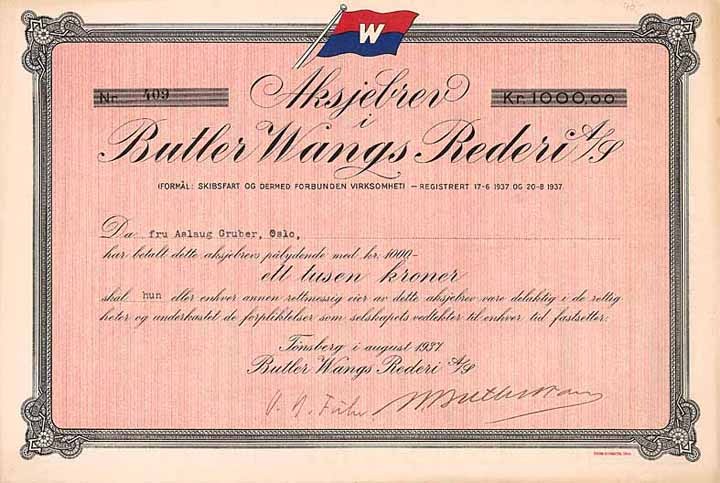 W
Nr. 409
Aksjebrev
Kr. 1000,00
i
Butler Wangs Rederi A/S
(FORMÅL: SKIBSFART OG DERMED FORBUNDEN VIRKSOMHET) — REGISTRERT 17-6 1937 OG 20-8 1937.
Da fru Aslaug Gruber, Oslo,
har betalt dette aksjebrevs pålydende med kr. 1000-
ett tusen kroner
skal hun eller enhver annen rettmessig eier av dette aksjebrev være delaktig i de rettig
heter og underkastet de forpliktelser som selskapets vedtekter til enhver tid fastsetter.
Tönsberg i august 1937
Butler Wangs Rederi A/S